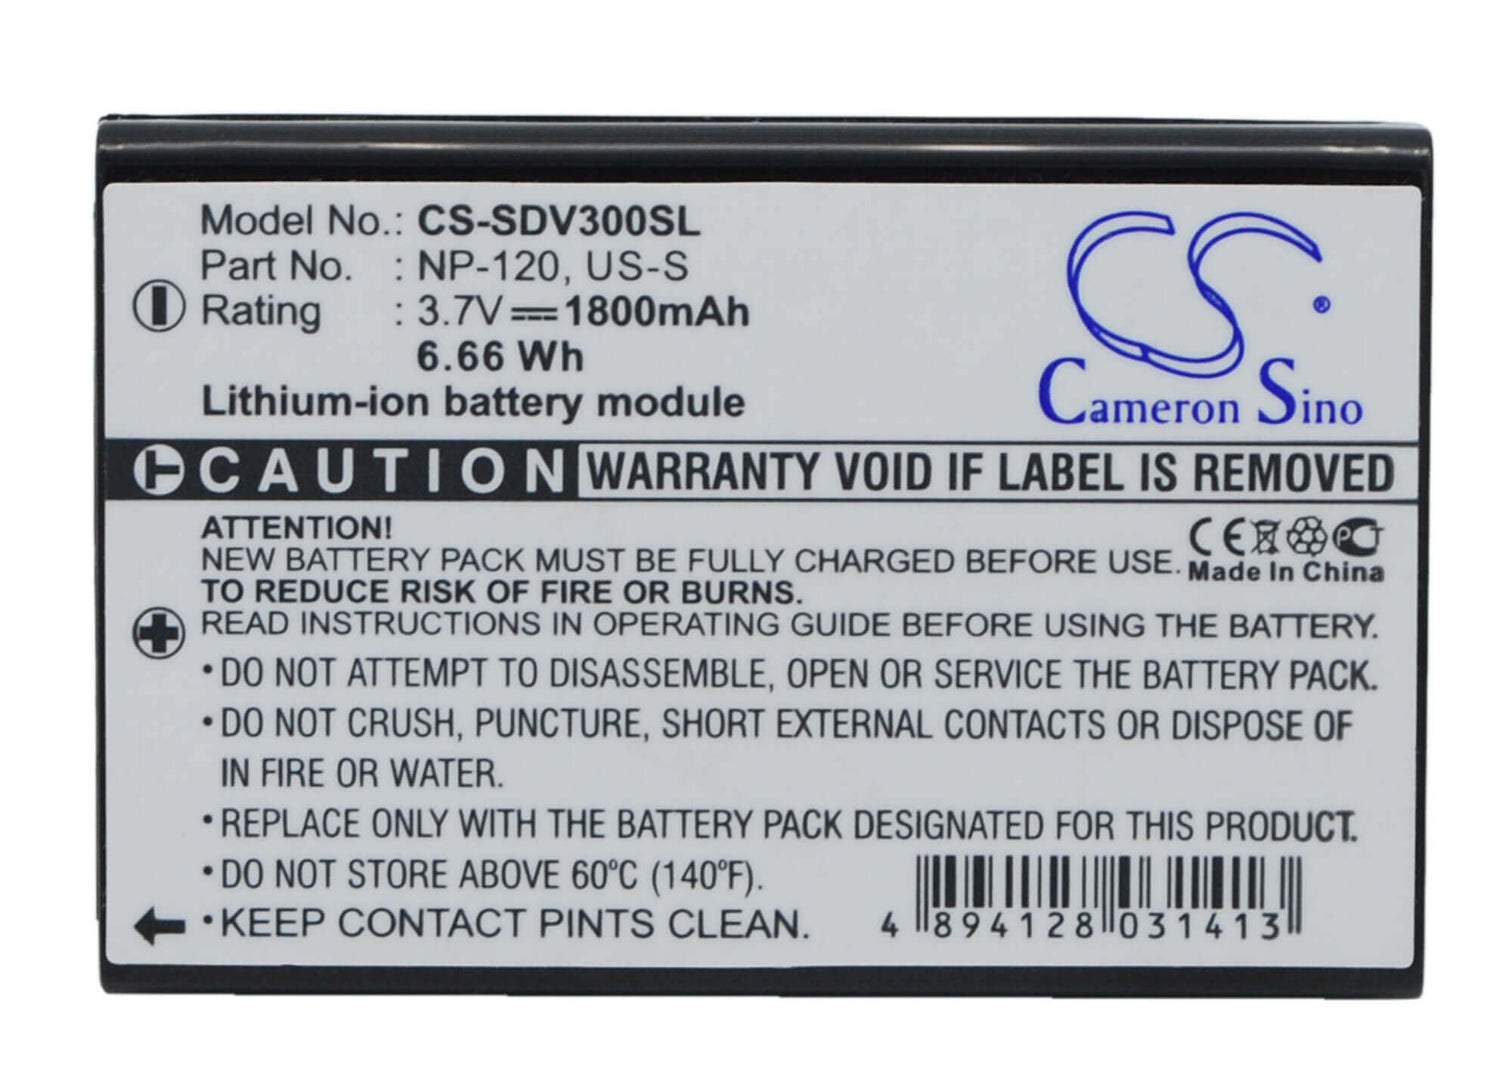 Model No.: CS-SDV300SL
Part No. : NP-120, US-S
Rating : 3.7V⎓1800mAh
6.66 Wh
Lithium-ion battery module
CS®
Cameron Sino
CAUTION WARRANTY VOID IF LABEL IS REMOVED
ATTENTION!
NEW BATTERY PACK MUST BE FULLY CHARGED BEFORE USE.
CE PCT
Made In China
TO REDUCE RISK OF FIRE OR BURNS.
READ INSTRUCTIONS IN OPERATING GUIDE BEFORE USING THE BATTERY.
•DO NOT ATTEMPT TO DISASSEMBLE, OPEN OR SERVICE THE BATTERY PACK.
•DO NOT CRUSH, PUNCTURE, SHORT EXTERNAL CONTACTS OR DISPOSE OF
IN FIRE OR WATER.
•REPLACE ONLY WITH THE BATTERY PACK DESIGNATED FOR THIS PRODUCT.
•DO NOT STORE ABOVE 60°C (140°F).
•KEEP CONTACT PINTS CLEAN.
4 894128 031413